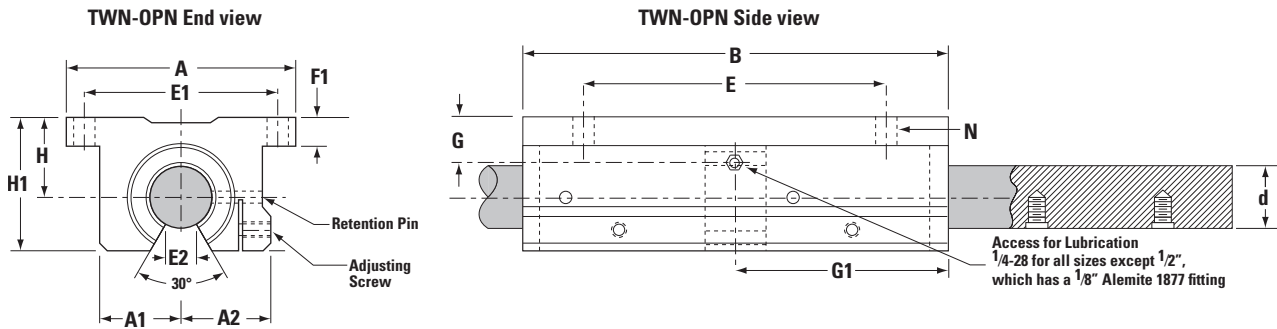 TWN-OPN End view
TWN-OPN Side view
A
E1
F1
H
H1
E2
30°
A1
A2
Retention Pin
Adjusting
Screw
B
E
G
N
G1
d
Access for Lubrication
1/4-28 for all sizes except 1/2",
which has a 1/8" Alemite 1877 fitting